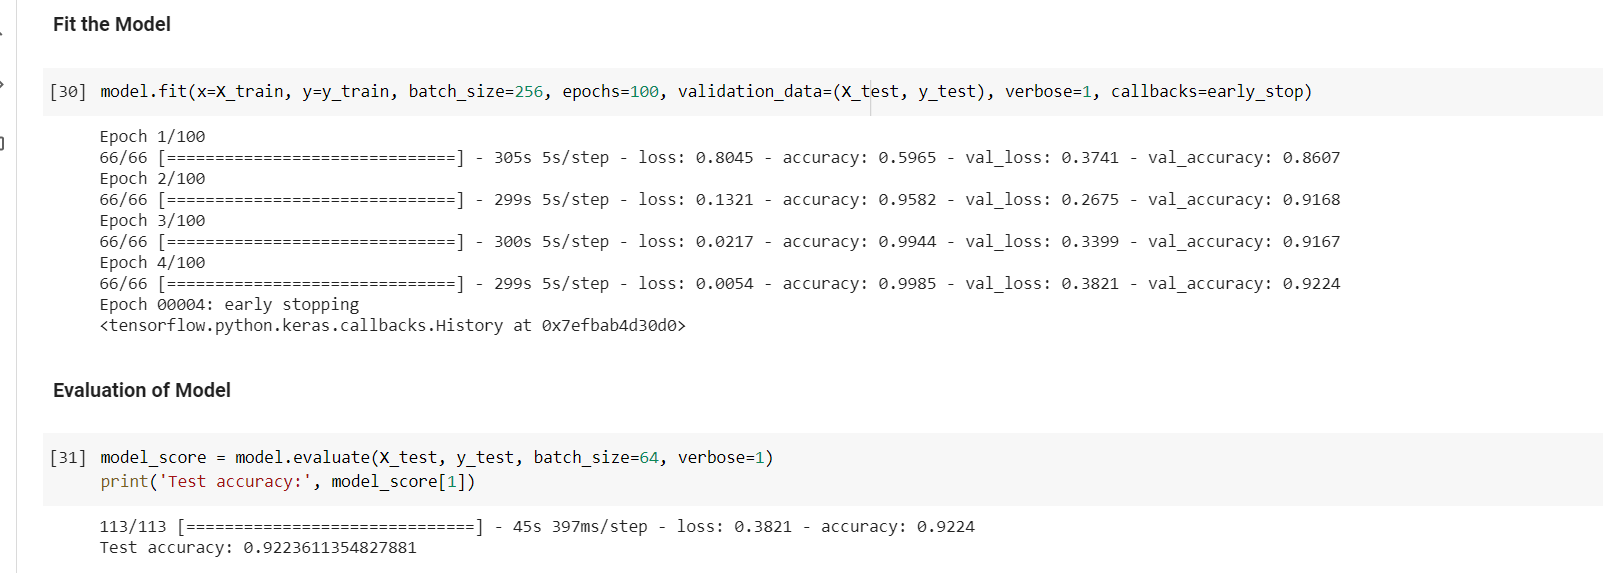 Fit the Model
[30] model.fit(x=X_train, y=y_train, batch_size=256, epochs=100, validation_data=(X_test, y_test), verbose=1, callbacks=early_stop)
Epoch 1/100
66/66 [==============================] - 305s 5s/step - loss: 0.8045 - accuracy: 0.5965 - val_loss: 0.3741 - val_accuracy: 0.8607
Epoch 2/100
66/66 [==============================] - 299s 5s/step - loss: 0.1321 - accuracy: 0.9582 - val_loss: 0.2675 - val_accuracy: 0.9168
Epoch 3/100
66/66 [==============================] - 300s 5s/step - loss: 0.0217 - accuracy: 0.9944 - val_loss: 0.3399 - val_accuracy: 0.9167
Epoch 4/100
66/66 [==============================] - 299s 5s/step - loss: 0.0054 - accuracy: 0.9985 - val_loss: 0.3821 - val_accuracy: 0.9224
Epoch 00004: early stopping
<tensorflow.python.keras.callbacks.History at 0x7efbab4d30d0>
Evaluation of Model
[31] model_score = model.evaluate(X_test, y_test, batch_size=64, verbose=1)
print('Test accuracy:', model_score[1])
113/113 [==============================] - 45s 397ms/step - loss: 0.3821 - accuracy: 0.9224
Test accuracy: 0.9223611354827881